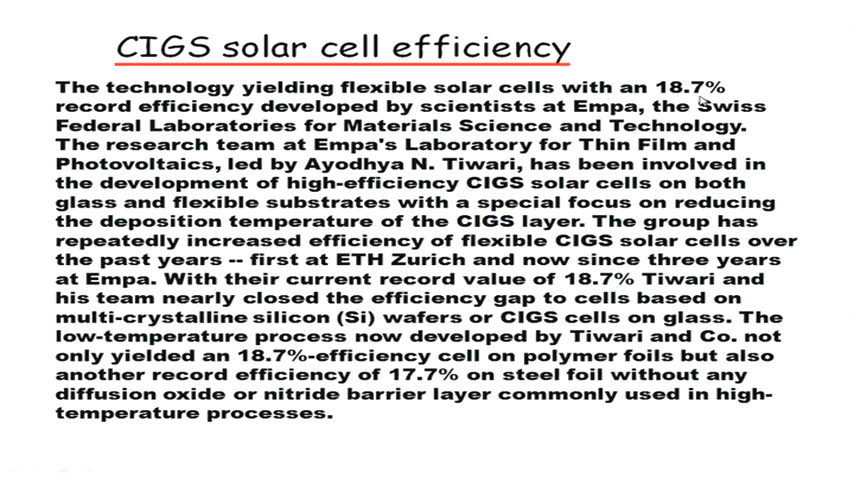 CIGS solar cell efficiency
The technology yielding flexible solar cells with an 18.7%
record efficiency developed by scientists at Empa, the Swiss
Federal Laboratories for Materials Science and Technology.
The research team at Empa's Laboratory for Thin Film and
Photovoltaics, led by Ayodhya N. Tiwari, has been involved in
the development of high-efficiency CIGS solar cells on both
glass and flexible substrates with a special focus on reducing
the deposition temperature of the CIGS layer. The group has
repeatedly increased efficiency of flexible CIGS solar cells over
the past years -- first at ETH Zurich and now since three years
at Empa. With their current record value of 18.7% Tiwari and
his team nearly closed the efficiency gap to cells based on
multi-crystalline silicon (Si) wafers or CIGS cells on glass. The
low-temperature process now developed by Tiwari and Co. not
only yielded an 18.7%-efficiency cell on polymer foils but also
another record efficiency of 17.7% on steel foil without any
diffusion oxide or nitride barrier layer commonly used in high-
temperature processes.